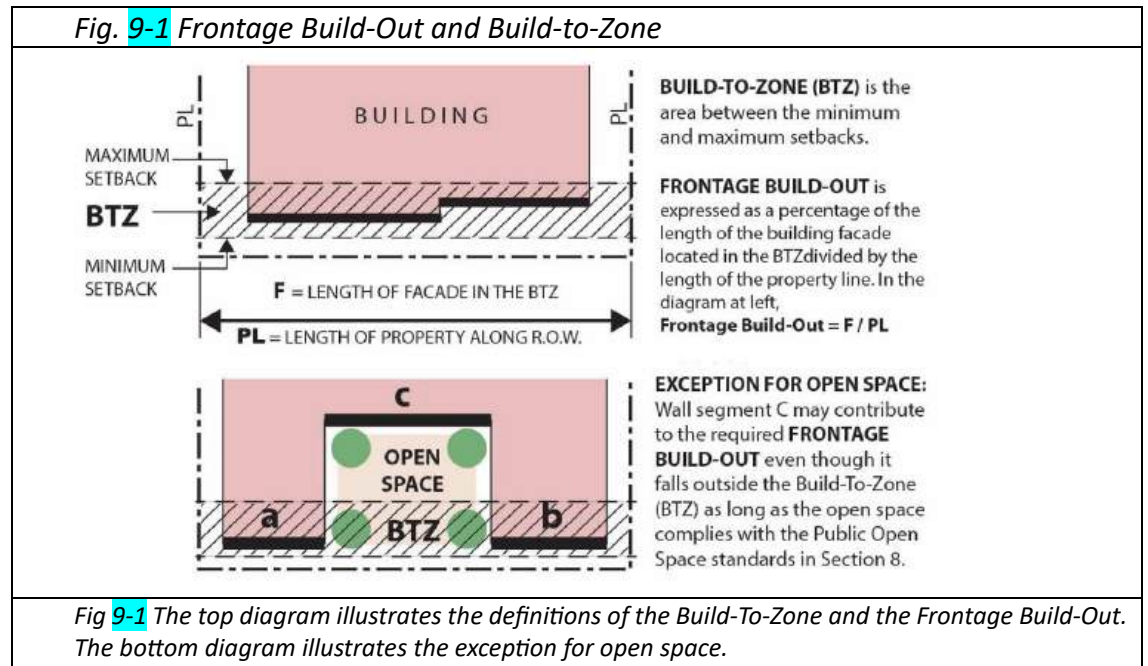 Fig. 9-1 Frontage Build-Out and Build-to-Zone
PL
BUILDING
PL
MAXIMUM
SETBACK
BTZ
MINIMUM
SETBACK
F = LENGTH OF FACADE IN THE BTZ
PL = LENGTH OF PROPERTY ALONG R.O.W.
BUILD-TO-ZONE (BTZ) is the
area between the minimum
and maximum setbacks.
FRONTAGE BUILD-OUT is
expressed as a percentage of the
length of the building facade
located in the BTZdivided by the
length of the property line. In the
diagram at left,
Frontage Build-Out = F / PL
c
OPEN
SPACE
a
BTZ
b
EXCEPTION FOR OPEN SPACE:
Wall segment C may contribute
to the required FRONTAGE
BUILD-OUT even though it
falls outside the Build-To-Zone
(BTZ) as long as the open space
complies with the Public Open
Space standards in Section 8.
Fig 9-1 The top diagram illustrates the definitions of the Build-To-Zone and the Frontage Build-Out.
The bottom diagram illustrates the exception for open space.